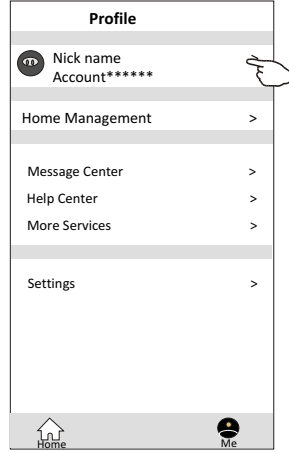 Profile
Nick name
Account******
Home Management >
Message Center >
Help Center >
More Services >
Settings >
Home Me